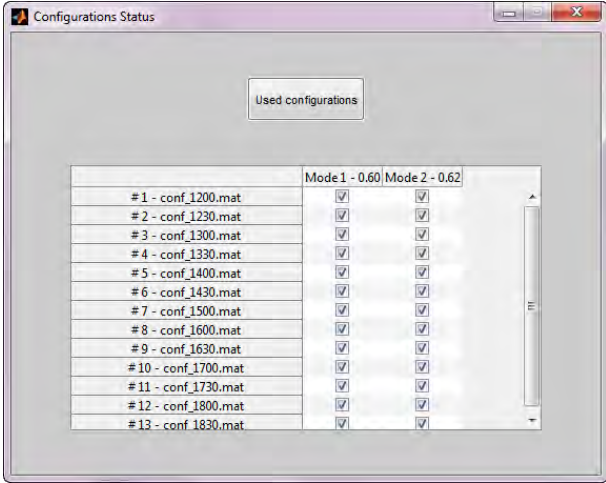 Configurations Status
Used configurations
Mode 1 - 0.60 Mode 2 - 0.62
# 1 - conf_1200.mat
# 2 - conf_1230.mat
# 3 - conf_1300.mat
# 4 - conf_1330.mat
# 5 - conf_1400.mat
# 6 - conf_1430.mat
# 7 - conf_1500.mat
# 8 - conf_1600.mat
# 9 - conf_1630.mat
# 10 - conf_1700.mat
# 11 - conf_1730.mat
# 12 - conf_1800.mat
# 13 - conf_1830.mat